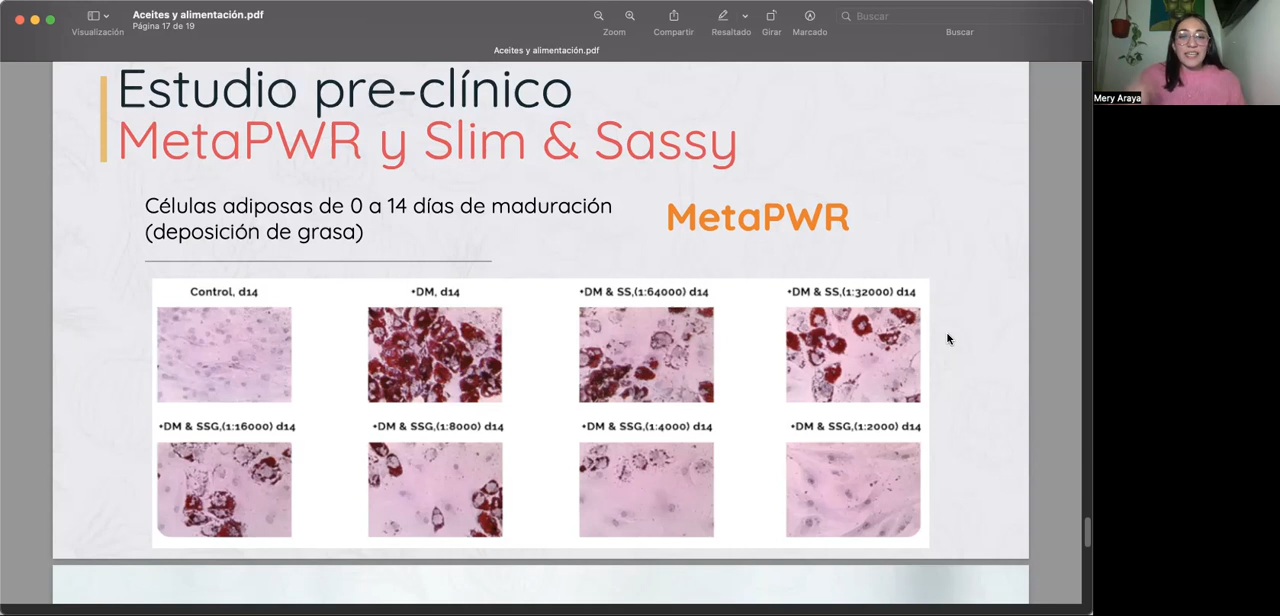 Aceites y alimentación.pdf
Página 17 de 19
Visualización
Zoom
Compartir
Resaltado
Girar
Marcado
Buscar
Buscar
Aceites y alimentación.pdf
Mery Araya
Estudio pre-clínico
MetaPWR y Slim & Sassy
Células adiposas de 0 a 14 días de maduración
(deposición de grasa)
MetaPWR
Control, d14
+DM, d14
+DM & SS,(1:64000) d14
+DM & SS,(1:32000) d14
+DM & SSG,(1:16000) d14
+DM & SSG,(1:8000) d14
+DM & SSG,(1:4000) d14
+DM & SSG,(1:2000) d14